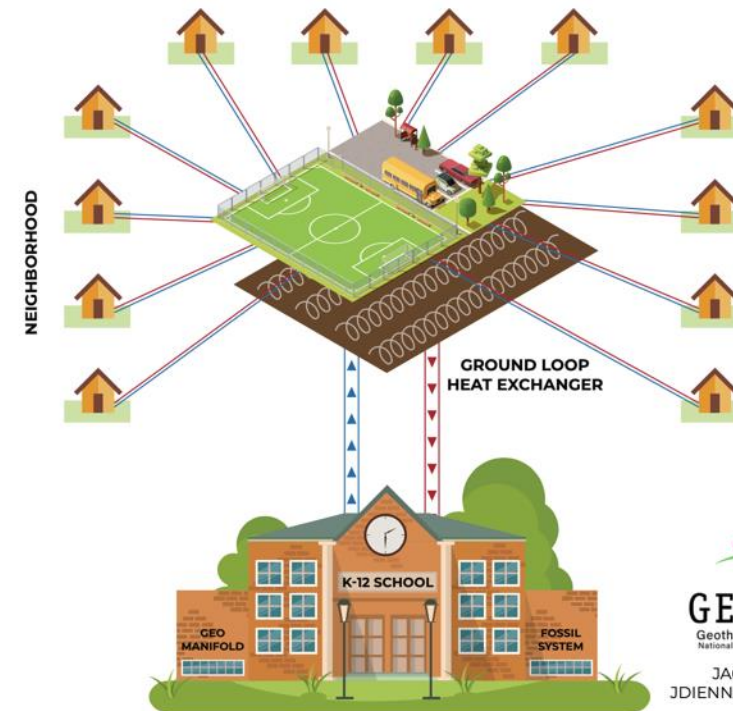 NEIGHBORHOOD
GROUND LOOP
HEAT EXCHANGER
K-12 SCHOOL
GEO
MANIFOLD
FOSSIL
SYSTEM